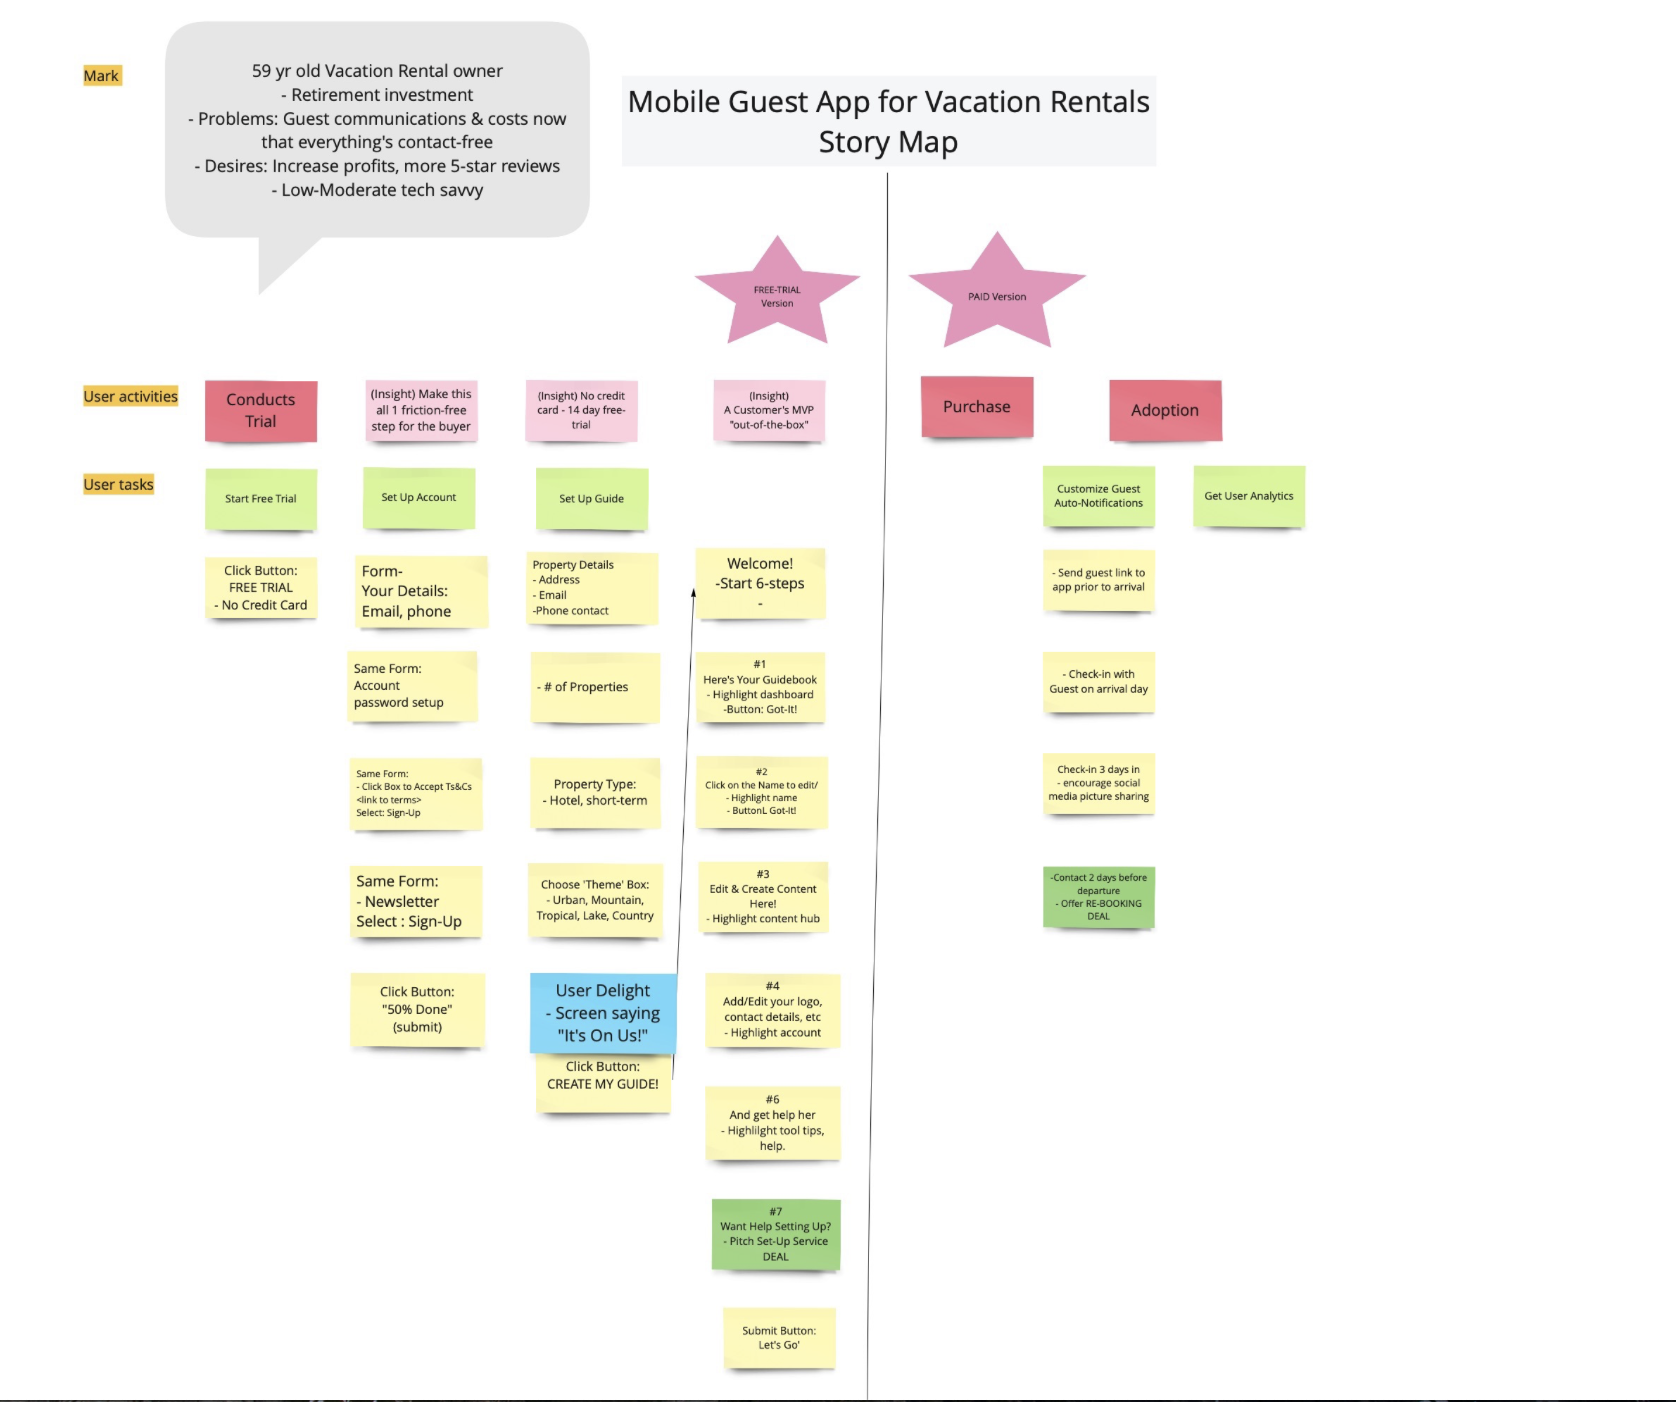 Mark
59 yr old Vacation Rental owner
- Retirement investment
- Problems: Guest communications & costs now
that everything's contact-free
- Desires: Increase profits, more 5-star reviews
- Low-Moderate tech savvy
Mobile Guest App for Vacation Rentals
Story Map
FREE-TRIAL
Version
PAID Version
User activities
Conducts
Trial
(Insight) Make this
all 1 friction-free
step for the buyer
(Insight) No credit
card - 14 day free-
trial
(Insight)
A Customer's MVP
"out-of-the-box"
Purchase
Adoption
User tasks
Start Free Trial
Set Up Account
Set Up Guide
Customize Guest
Auto-Notifications
Get User Analytics
Click Button:
FREE TRIAL
- No Credit Card
Form-
Your Details:
Email, phone
Property Details
- Address
- Email
-Phone contact
Welcome!
-Start 6-steps
-
- Send guest link to
app prior to arrival
Same Form:
Account
password setup
- # of Properties
#1
Here's Your Guidebook
- Highlight dashboard
-Button: Got-It!
- Check-in with
Guest on arrival day
Same Form:
- Click Box to Accept Ts&Cs
<link to terms>
Select: Sign-Up
Property Type:
- Hotel, short-term
#2
Click on the Name to edit/
- Highlight name
- ButtonL Got-It!
Check-in 3 days in
- encourage social
media picture sharing
Same Form:
- Newsletter
Select : Sign-Up
Choose 'Theme' Box:
- Urban, Mountain,
Tropical, Lake, Country
#3
Edit & Create Content
Here!
- Highlight content hub
-Contact 2 days before
departure
- Offer RE-BOOKING
DEAL
Click Button:
"50% Done"
(submit)
User Delight
- Screen saying
"It's On Us!"
Click Button:
CREATE MY GUIDE!
#4
Add/Edit your logo,
contact details, etc
- Highlight account
#6
And get help her
- Highlilght tool tips,
help.
#7
Want Help Setting Up?
- Pitch Set-Up Service
DEAL
Submit Button:
Let's Go'